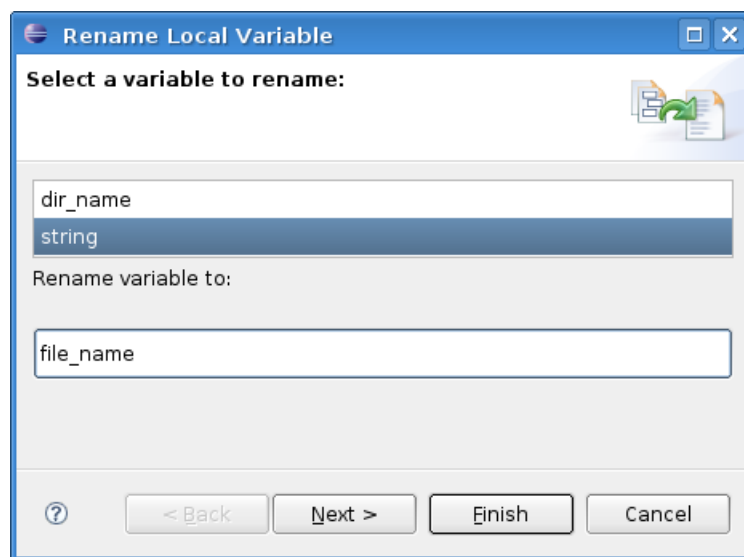 Rename Local Variable
Select a variable to rename:
dir_name
string
Rename variable to:
file_name
< Back Next > Finish Cancel